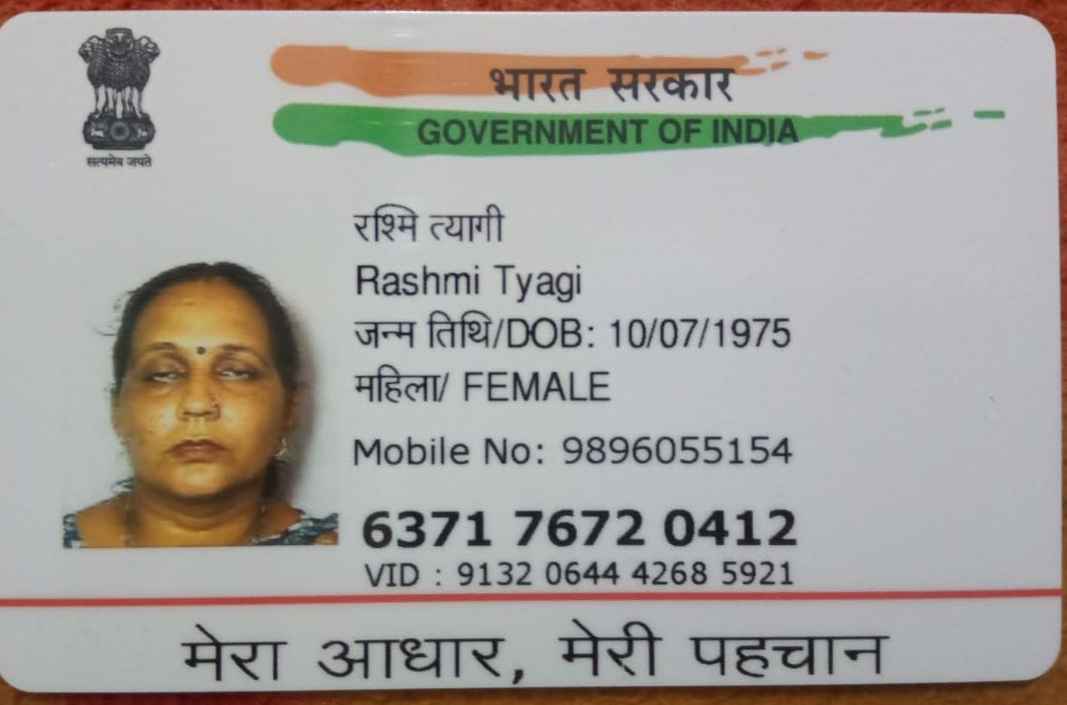 भारत सरकार
GOVERNMENT OF INDIA
सत्यमेव जयते
रश्मि त्यागी
Rashmi Tyagi
जन्म तिथि/DOB: 10/07/1975
महिला/ FEMALE
Mobile No: 9896055154
6371 7672 0412
VID : 9132 0644 4268 5921
मेरा आधार, मेरी पहचान